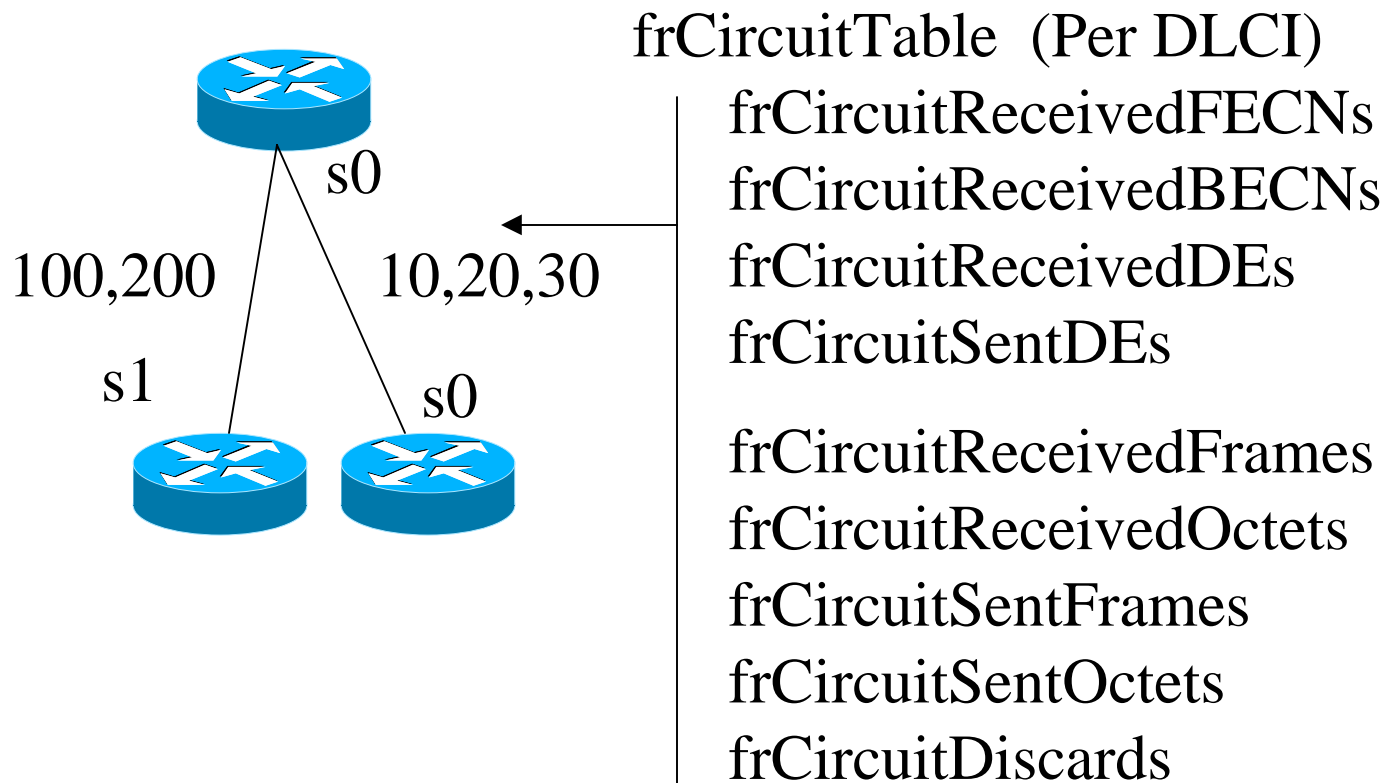 frCircuitTable (Per DLCI)
frCircuitReceivedFECNs
frCircuitReceivedBECNs
frCircuitReceivedDEs
frCircuitSentDEs
frCircuitReceivedFrames
frCircuitReceivedOctets
frCircuitSentFrames
frCircuitSentOctets
frCircuitDiscards
s0
100,200
10,20,30
s1
s0